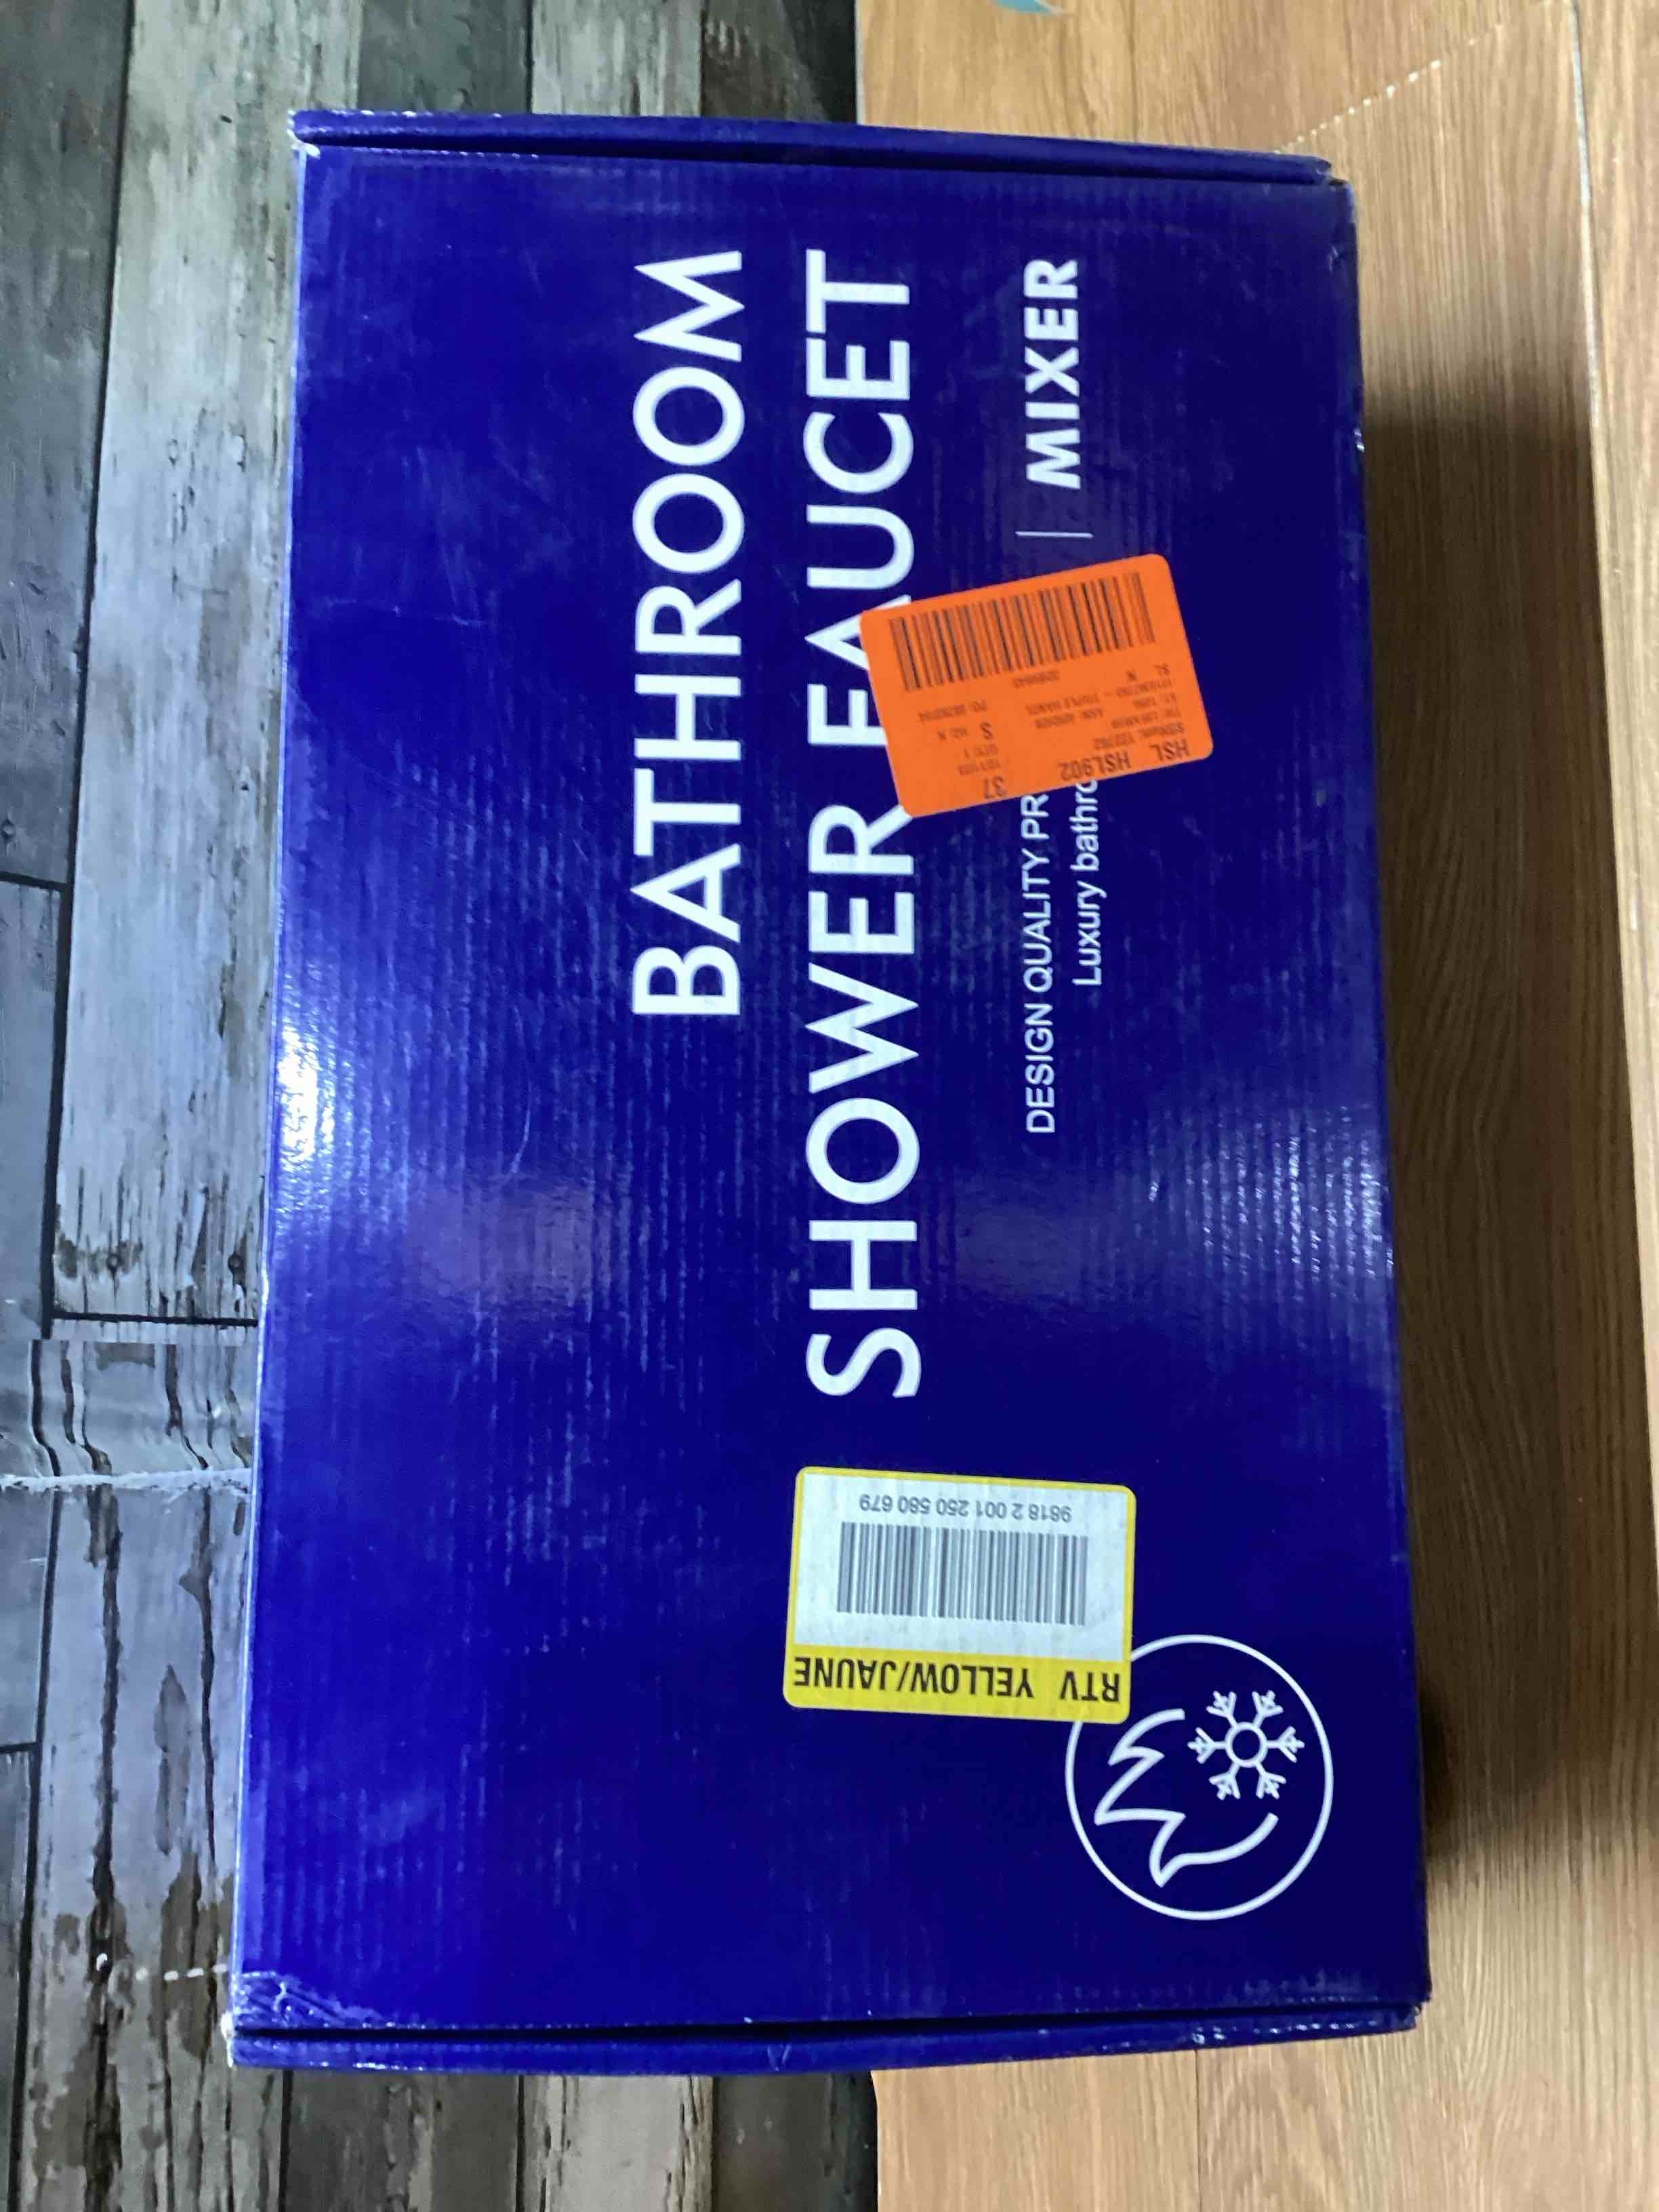 BATHROOM
SHOWER FAUCET
MIXER
DESIGN QUALITY PR
Luxury bathro
HSL
HSL902
37
S
9818 2 001 250 580 679
RTV YELLOW/JAUNE